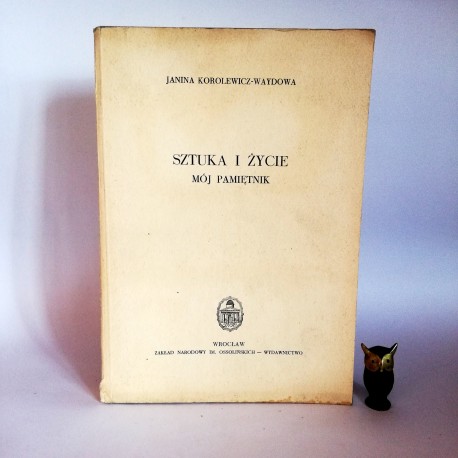 JANINA KOROLEWICZ-WAYDOWA
SZTUKA I ŻYCIE
MÓJ PAMIĘTNIK
WROCŁAW
ZAKŁAD NARODOWY IM. OSSOLIŃSKICH — WYDAWNICTWO